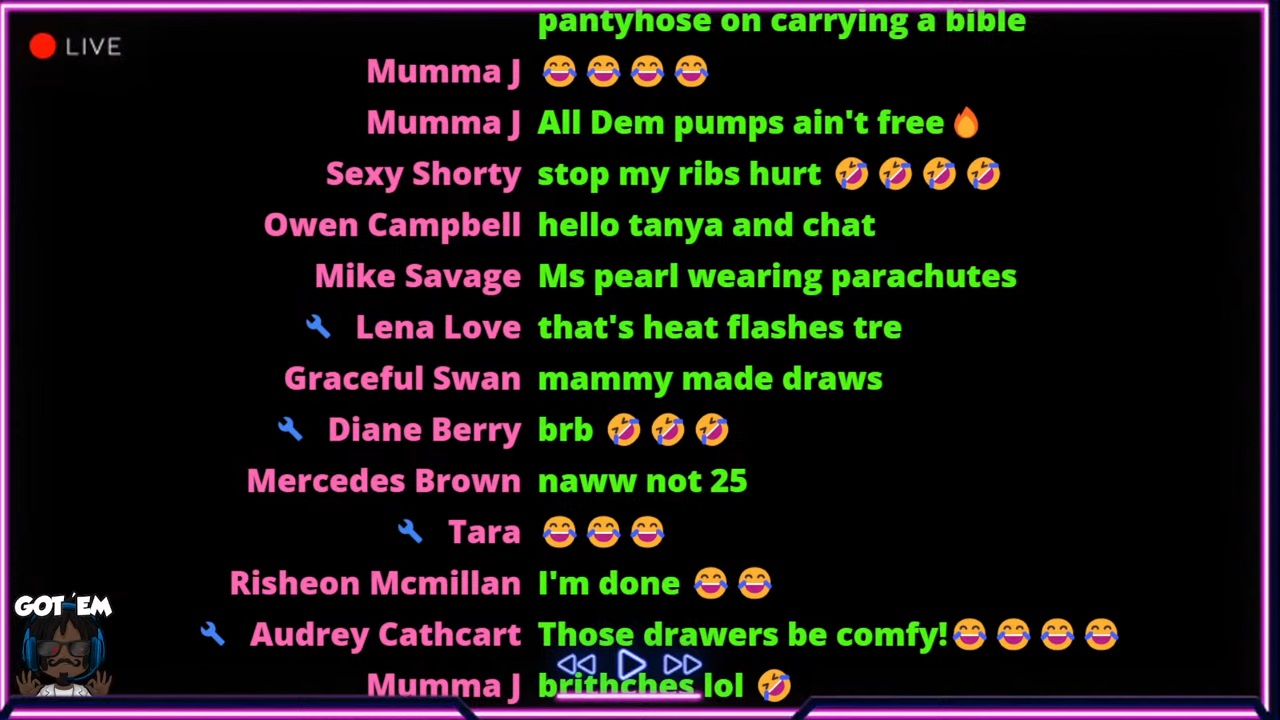 pantyhose on carrying a bible
LIVE
Mumma J 😂😂😂😂
Mumma J All Dem pumps ain't free🔥
Sexy Shorty stop my ribs hurt 🤣🤣🤣🤣
Owen Campbell hello tanya and chat
Mike Savage Ms pearl wearing parachutes
Lena Love that's heat flashes tre
Graceful Swan mammy made draws
Diane Berry brb 🤣🤣🤣
Mercedes Brown naww not 25
Tara 😂😂😂
Risheon Mcmillan I'm done 😂😂
GOT 'EM
Audrey Cathcart Those drawers be comfy!😂😂😂😂
Mumma J brithches lol 🤣